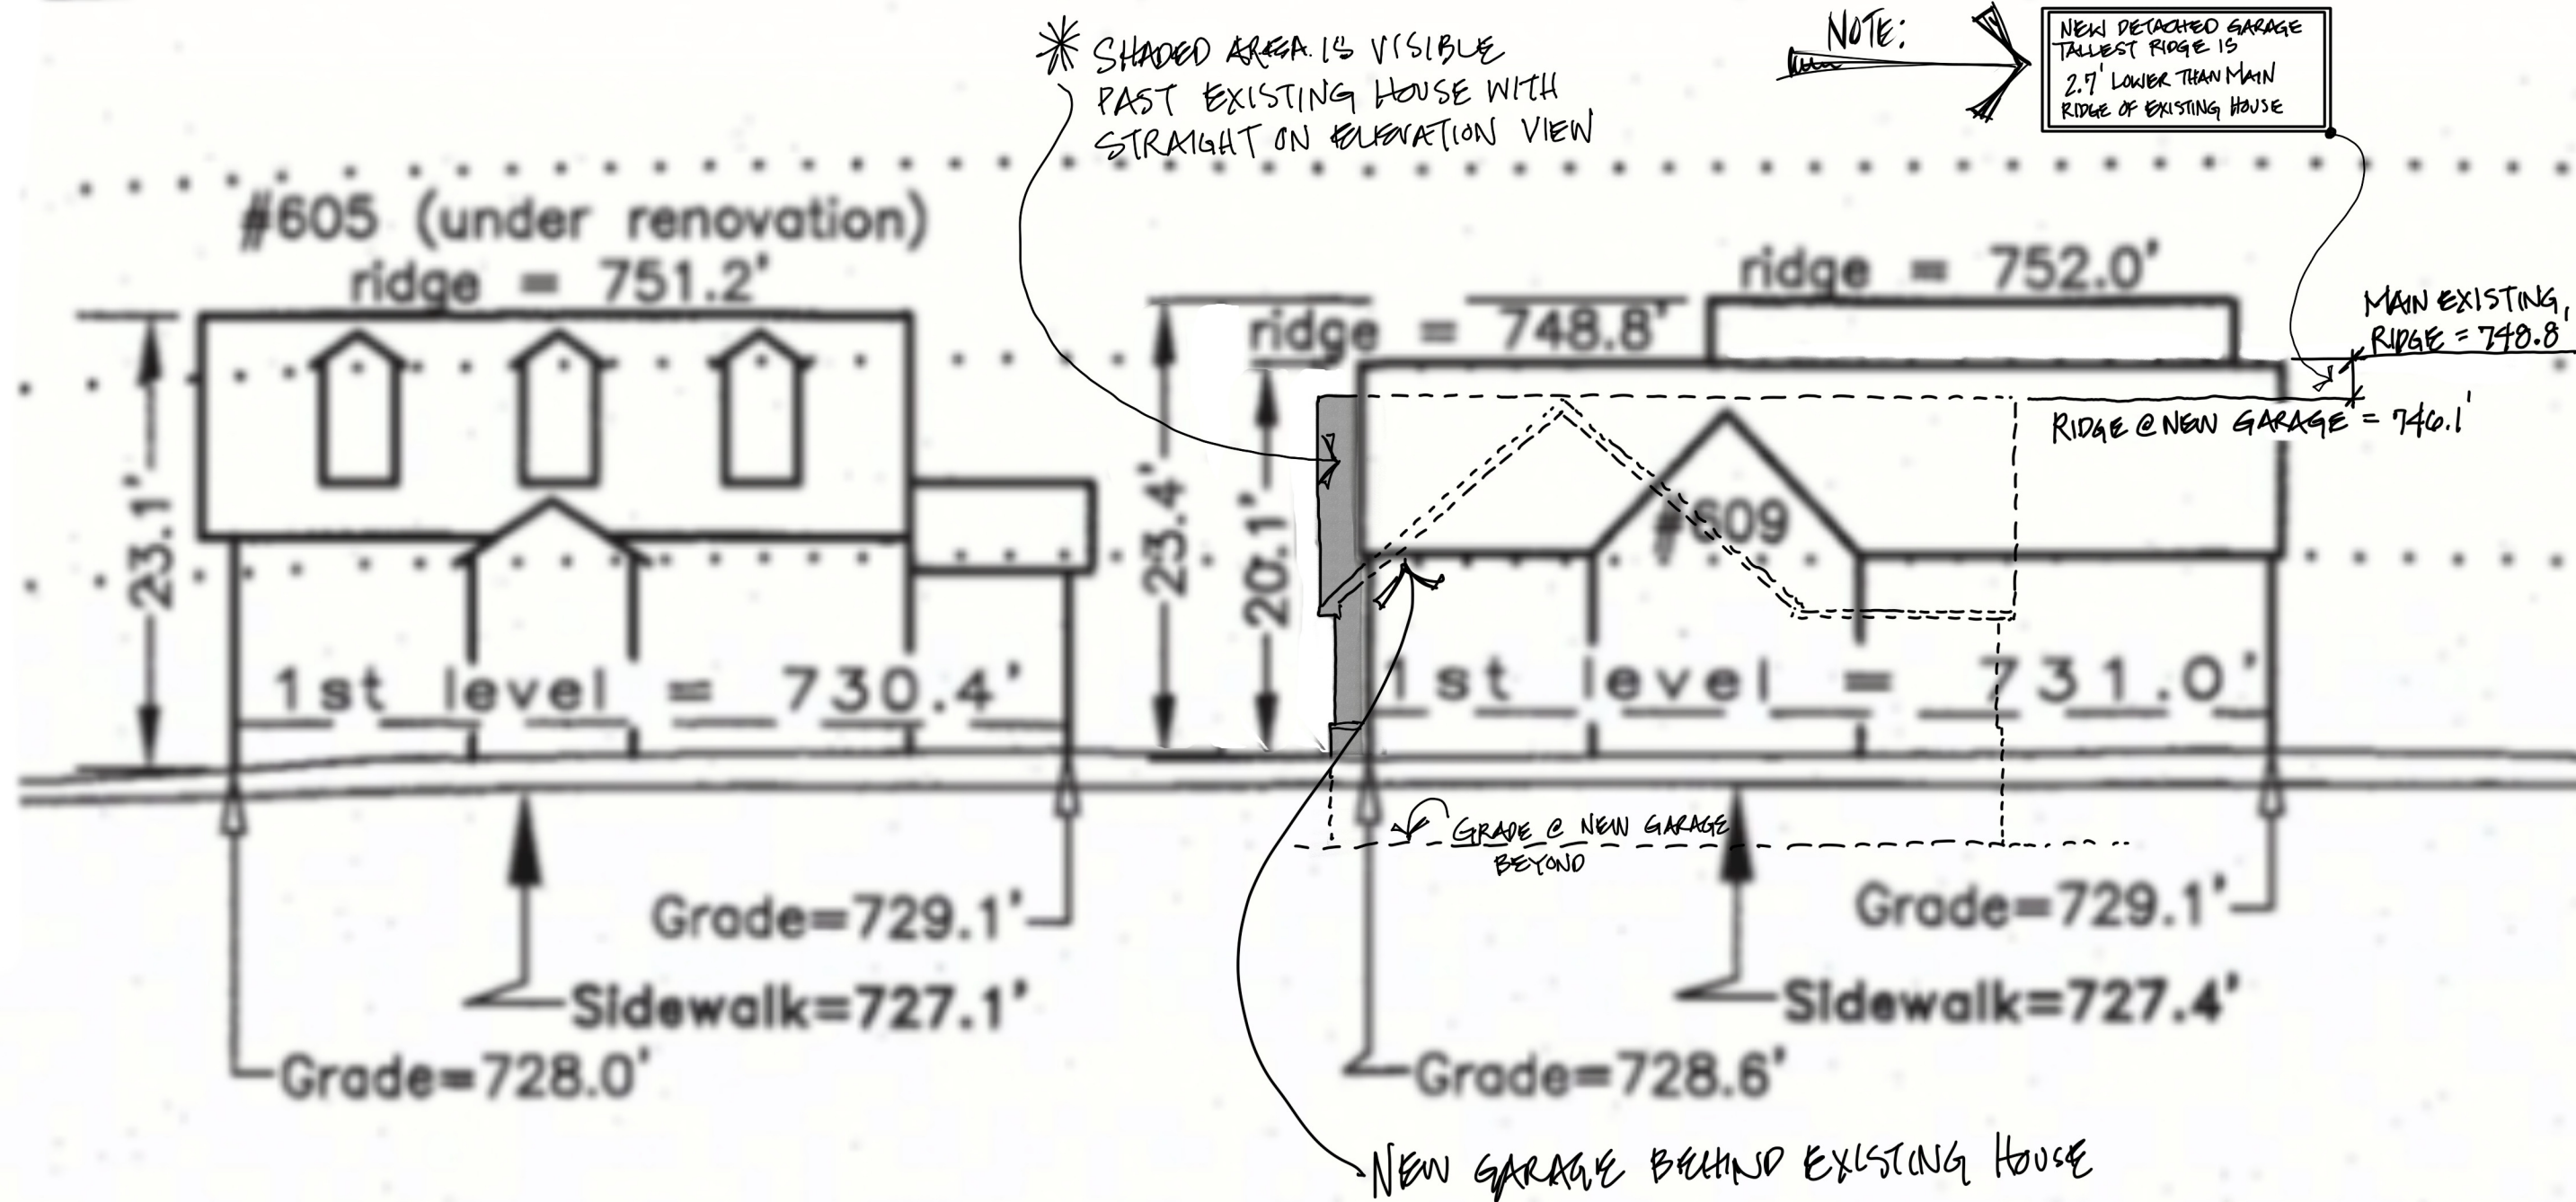 ✳ SHADED AREA IS VISIBLE
PAST EXISTING HOUSE WITH
STRAIGHT ON ELEVATION VIEW
NOTE:
NEW DETACHED GARAGE
TALLEST RIDGE IS
2.7' LOWER THAN MAIN
RIDGE OF EXISTING HOUSE
#605 (under renovation)
ridge = 751.2'
ridge = 752.0'
ridge = 748.8'
MAIN EXISTING,
RIDGE = 748.8
RIDGE @ NEW GARAGE = 746.1'
23.1'
23.4'
20.1'
#609
1st level = 730.4'
1st level = 731.0'
GRADE @ NEW GARAGE
BEYOND
Grade=729.1'
Grade=729.1'
Sidewalk=727.1'
Sidewalk=727.4'
Grade=728.0'
Grade=728.6'
NEW GARAGE BEHIND EXISTING HOUSE